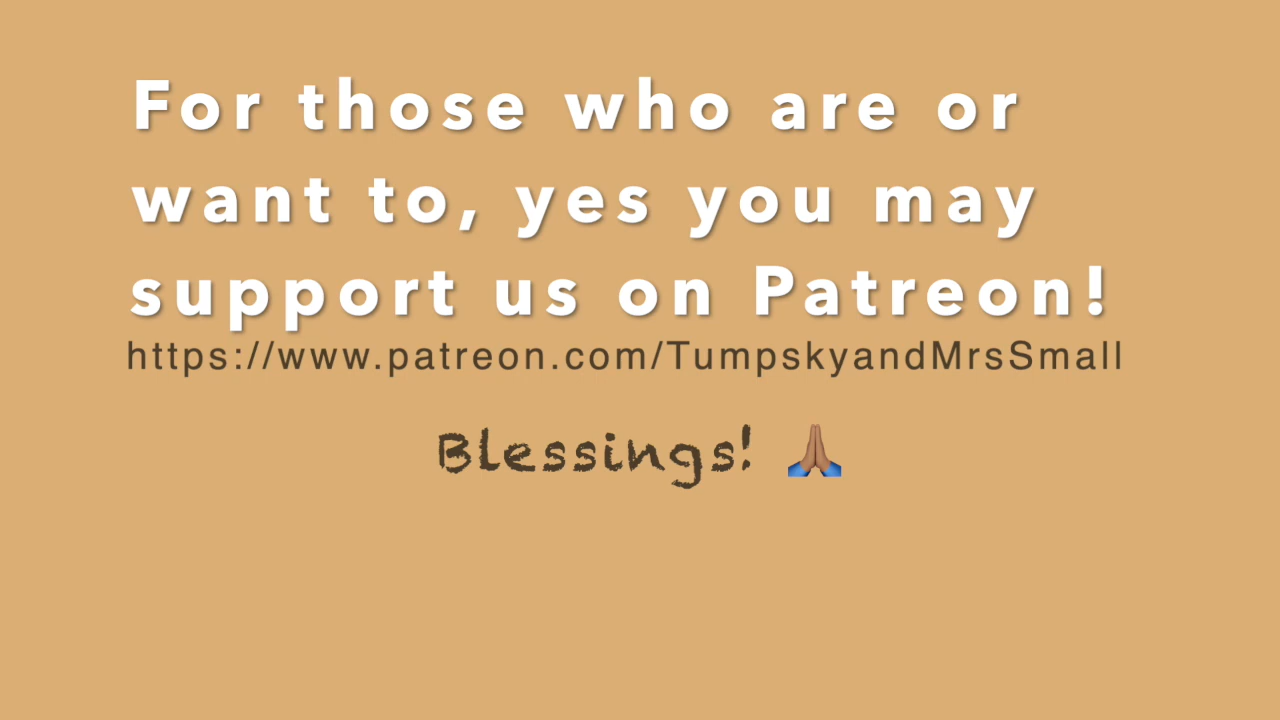 For those who are or
want to, yes you may
support us on Patreon!
https://www.patreon.com/TumpskyandMrsSmall
Blessings! 🙏🏽